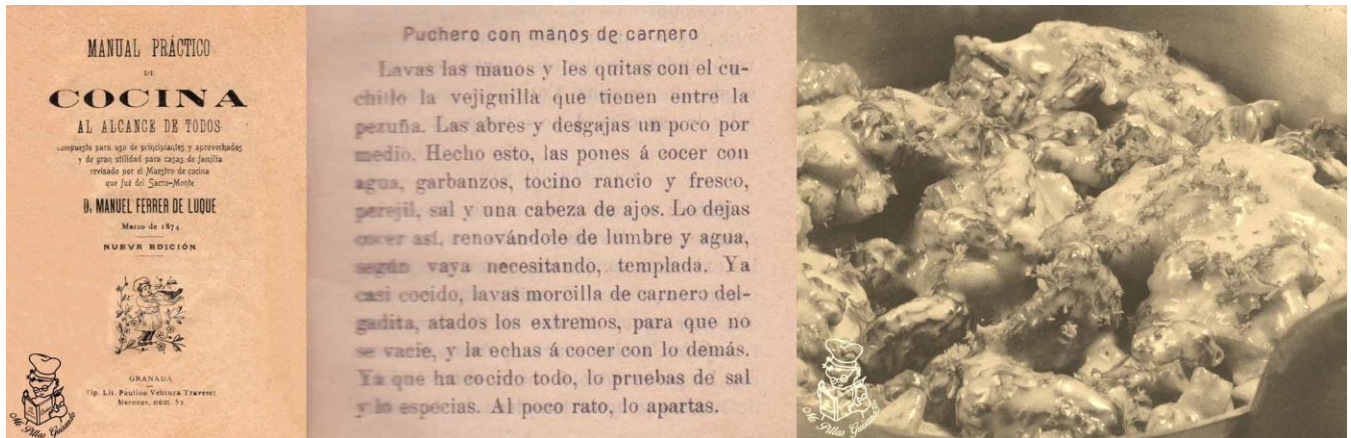 MANUAL PRÁCTICO
DE
COCINA
AL ALCANCE DE TODOS
compuesto para uso de principiantes y aprovechados
y de gran utilidad para casas de familia
revisado por el Maestro de cocina
que fué del Sacro-Monte
D. MANUEL FERRER DE LUQUE
Marzo de 1874.
NUEVA EDICIÓN
GRANADA
Tip. Lit. Paulino Ventura Traveset
Mesones, núm. 52
Me Pillas Guisando
Puchero con manos de carnero
Lavas las manos y les quitas con el cu-
chillo la vejiguilla que tienen entre la
pezuña. Las abres y desgajas un poco por
medio. Hecho esto, las pones á cocer con
agua, garbanzos, tocino rancio y fresco,
perejil, sal y una cabeza de ajos. Lo dejas
cocer así, renovándole de lumbre y agua,
según vaya necesitando, templada. Ya
casi cocido, lavas morcilla de carnero del-
gadita, atados los extremos, para que no
se vacie, y la echas á cocer con lo demás.
Ya que ha cocido todo, lo pruebas de sal
y lo especias. Al poco rato, lo apartas.
Me Pillas Guisando